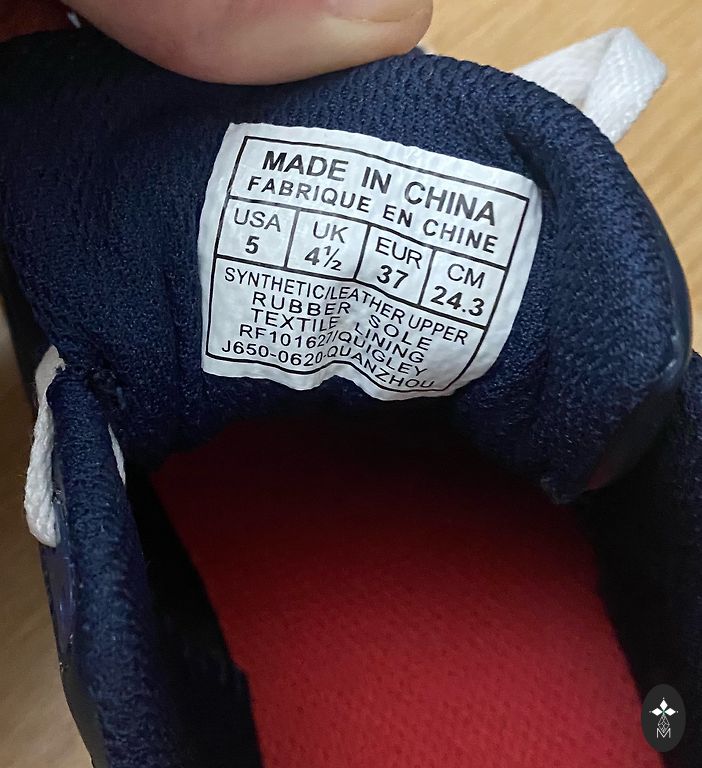 MADE IN CHINA
FABRIQUE EN CHINE
USA UK EUR CM
5 4½ 37 24.3
SYNTHETIC/LEATHER UPPER
RUBBER SOLE
TEXTILE LINING
RF101627/QUIGLEY
J650-0620-QUANZHOU
M